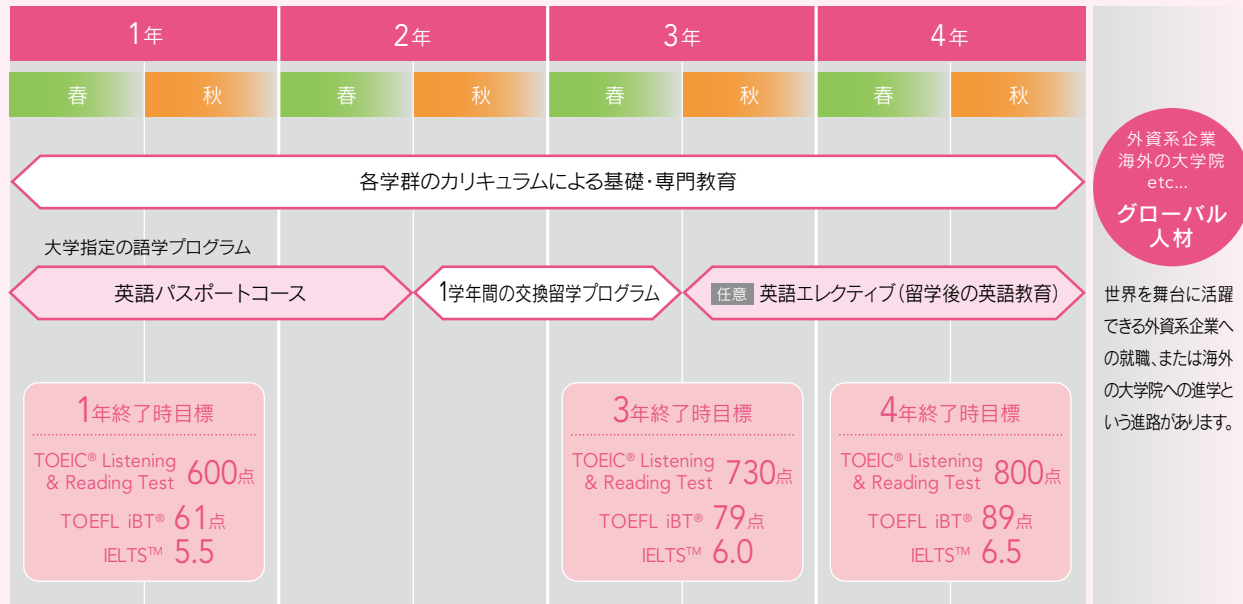 1年
2年
3年
4年
春
秋
春
秋
春
秋
春
秋
各学群のカリキュラムによる基礎・専門教育
大学指定の語学プログラム
英語パスポートコース
1学年間の交換留学プログラム
任意 英語エレクティブ(留学後の英語教育)
1年終了時目標
TOEIC® Listening
& Reading Test 600点
TOEFL iBT® 61点
IELTS™ 5.5
3年終了時目標
TOEIC® Listening
& Reading Test 730点
TOEFL iBT® 79点
IELTS™ 6.0
4年終了時目標
TOEIC® Listening
& Reading Test 800点
TOEFL iBT® 89点
IELTS™ 6.5
外資系企業
海外の大学院
etc...
グローバル
人材
世界を舞台に活躍
できる外資系企業へ
の就職、または海外
の大学院への進学と
いう進路があります。